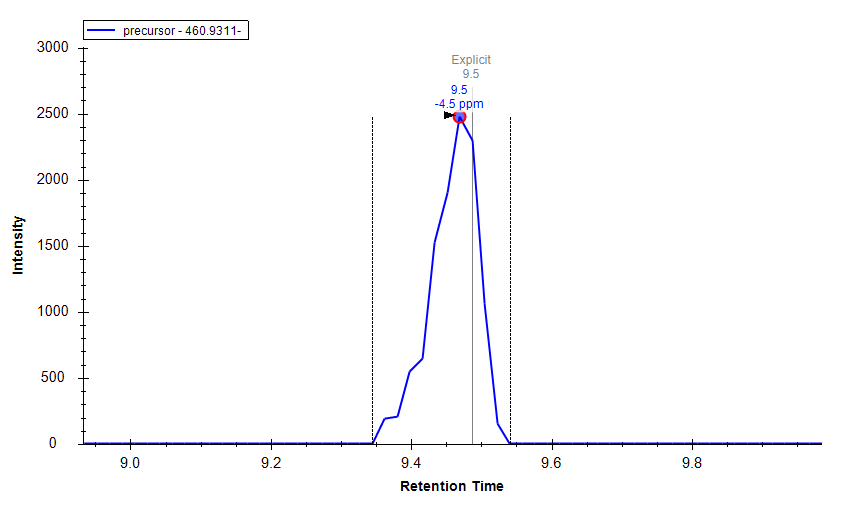 precursor - 460.9311-
Explicit
9.5
9.5
-4.5 ppm
3000
2500
2000
1500
1000
500
0
Intensity
9.0 9.2 9.4 9.6 9.8
Retention Time